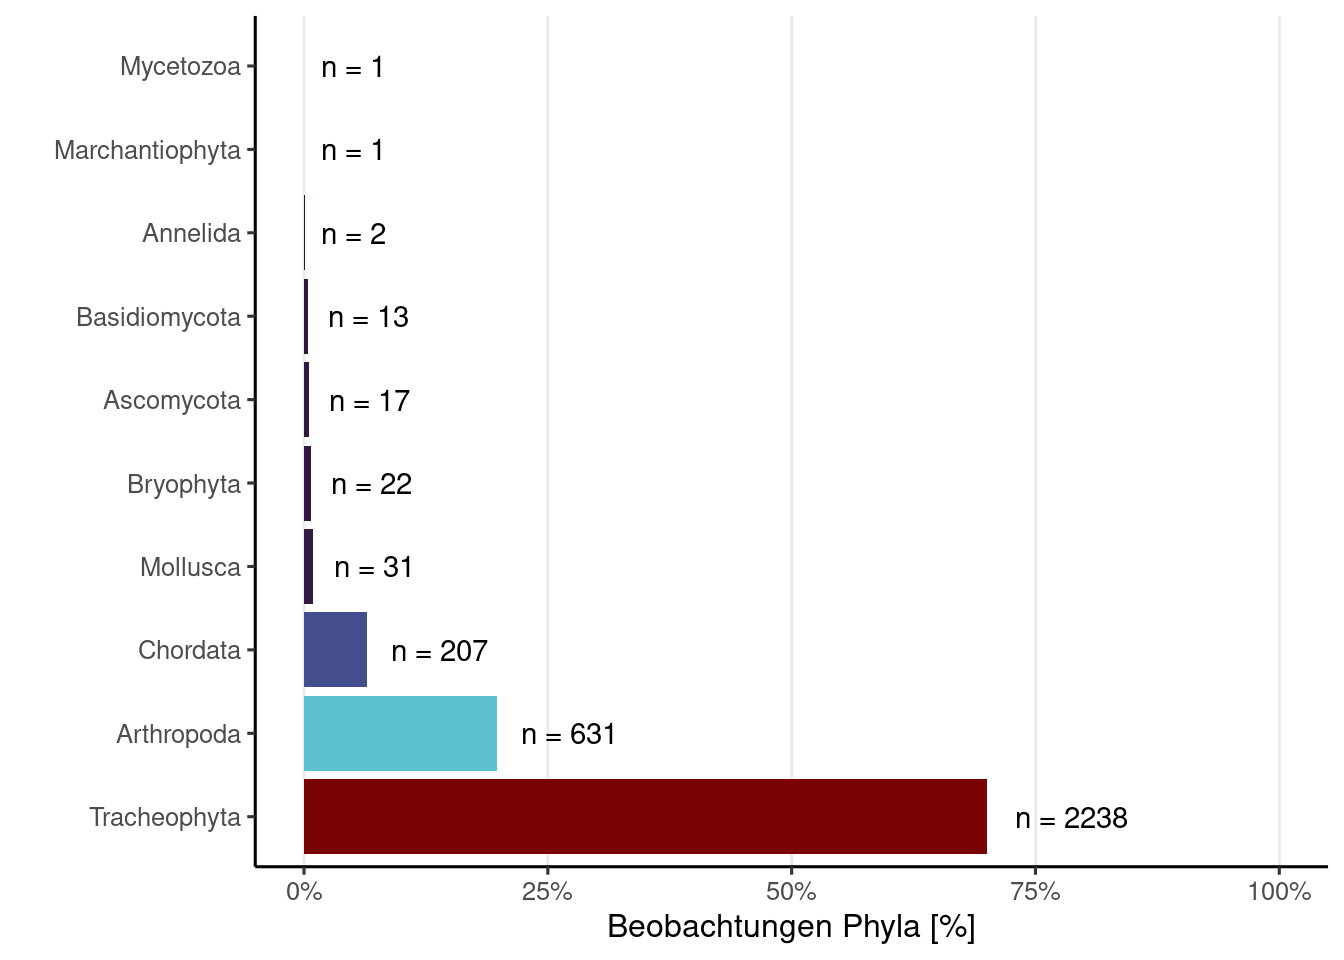 Mycetozoa n = 1
Marchantiophyta n = 1
Annelida n = 2
Basidiomycota n = 13
Ascomycota n = 17
Bryophyta n = 22
Mollusca n = 31
Chordata n = 207
Arthropoda n = 631
Tracheophyta n = 2238
0% 25% 50% 75% 100%
Beobachtungen Phyla [%]